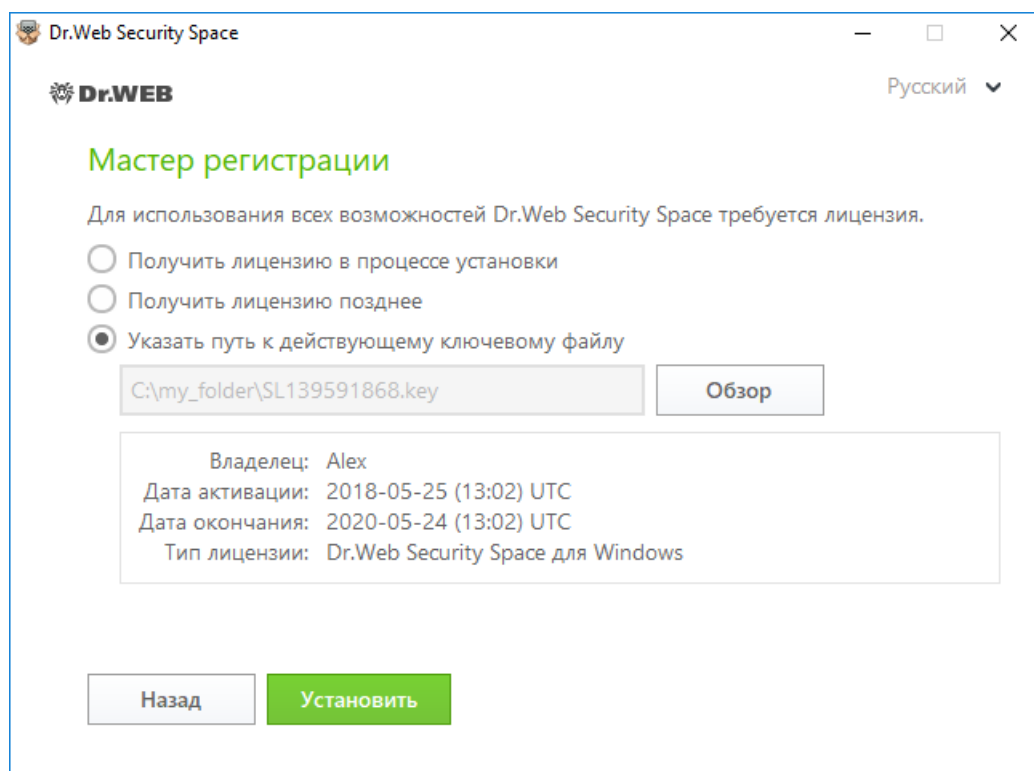 Dr.Web Security Space
Dr.WEB
Русский
Мастер регистрации
Для использования всех возможностей Dr.Web Security Space требуется лицензия.
Получить лицензию в процессе установки
Получить лицензию позднее
Указать путь к действующему ключевому файлу
C:\my_folder\SL139591868.key
Обзор
Владелец: Alex
Дата активации: 2018-05-25 (13:02) UTC
Дата окончания: 2020-05-24 (13:02) UTC
Тип лицензии: Dr.Web Security Space для Windows
Назад
Установить